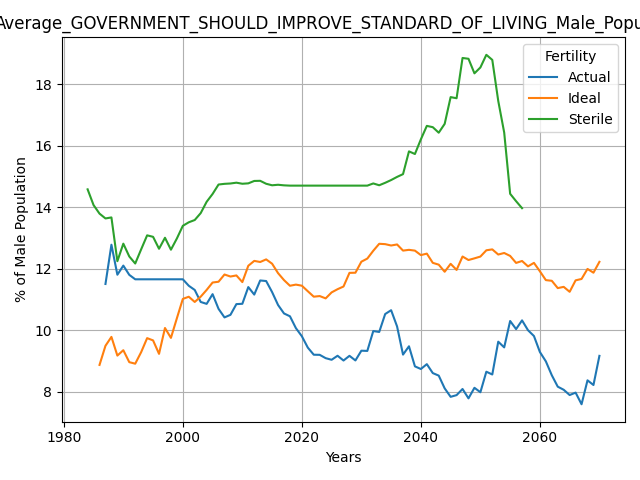 Average_GOVERNMENT_SHOULD_IMPROVE_STANDARD_OF_LIVING_Male_Popu
Fertility
Actual
Ideal
Sterile
% of Male Population
18
16
14
12
10
8
1980 2000 2020 2040 2060
Years